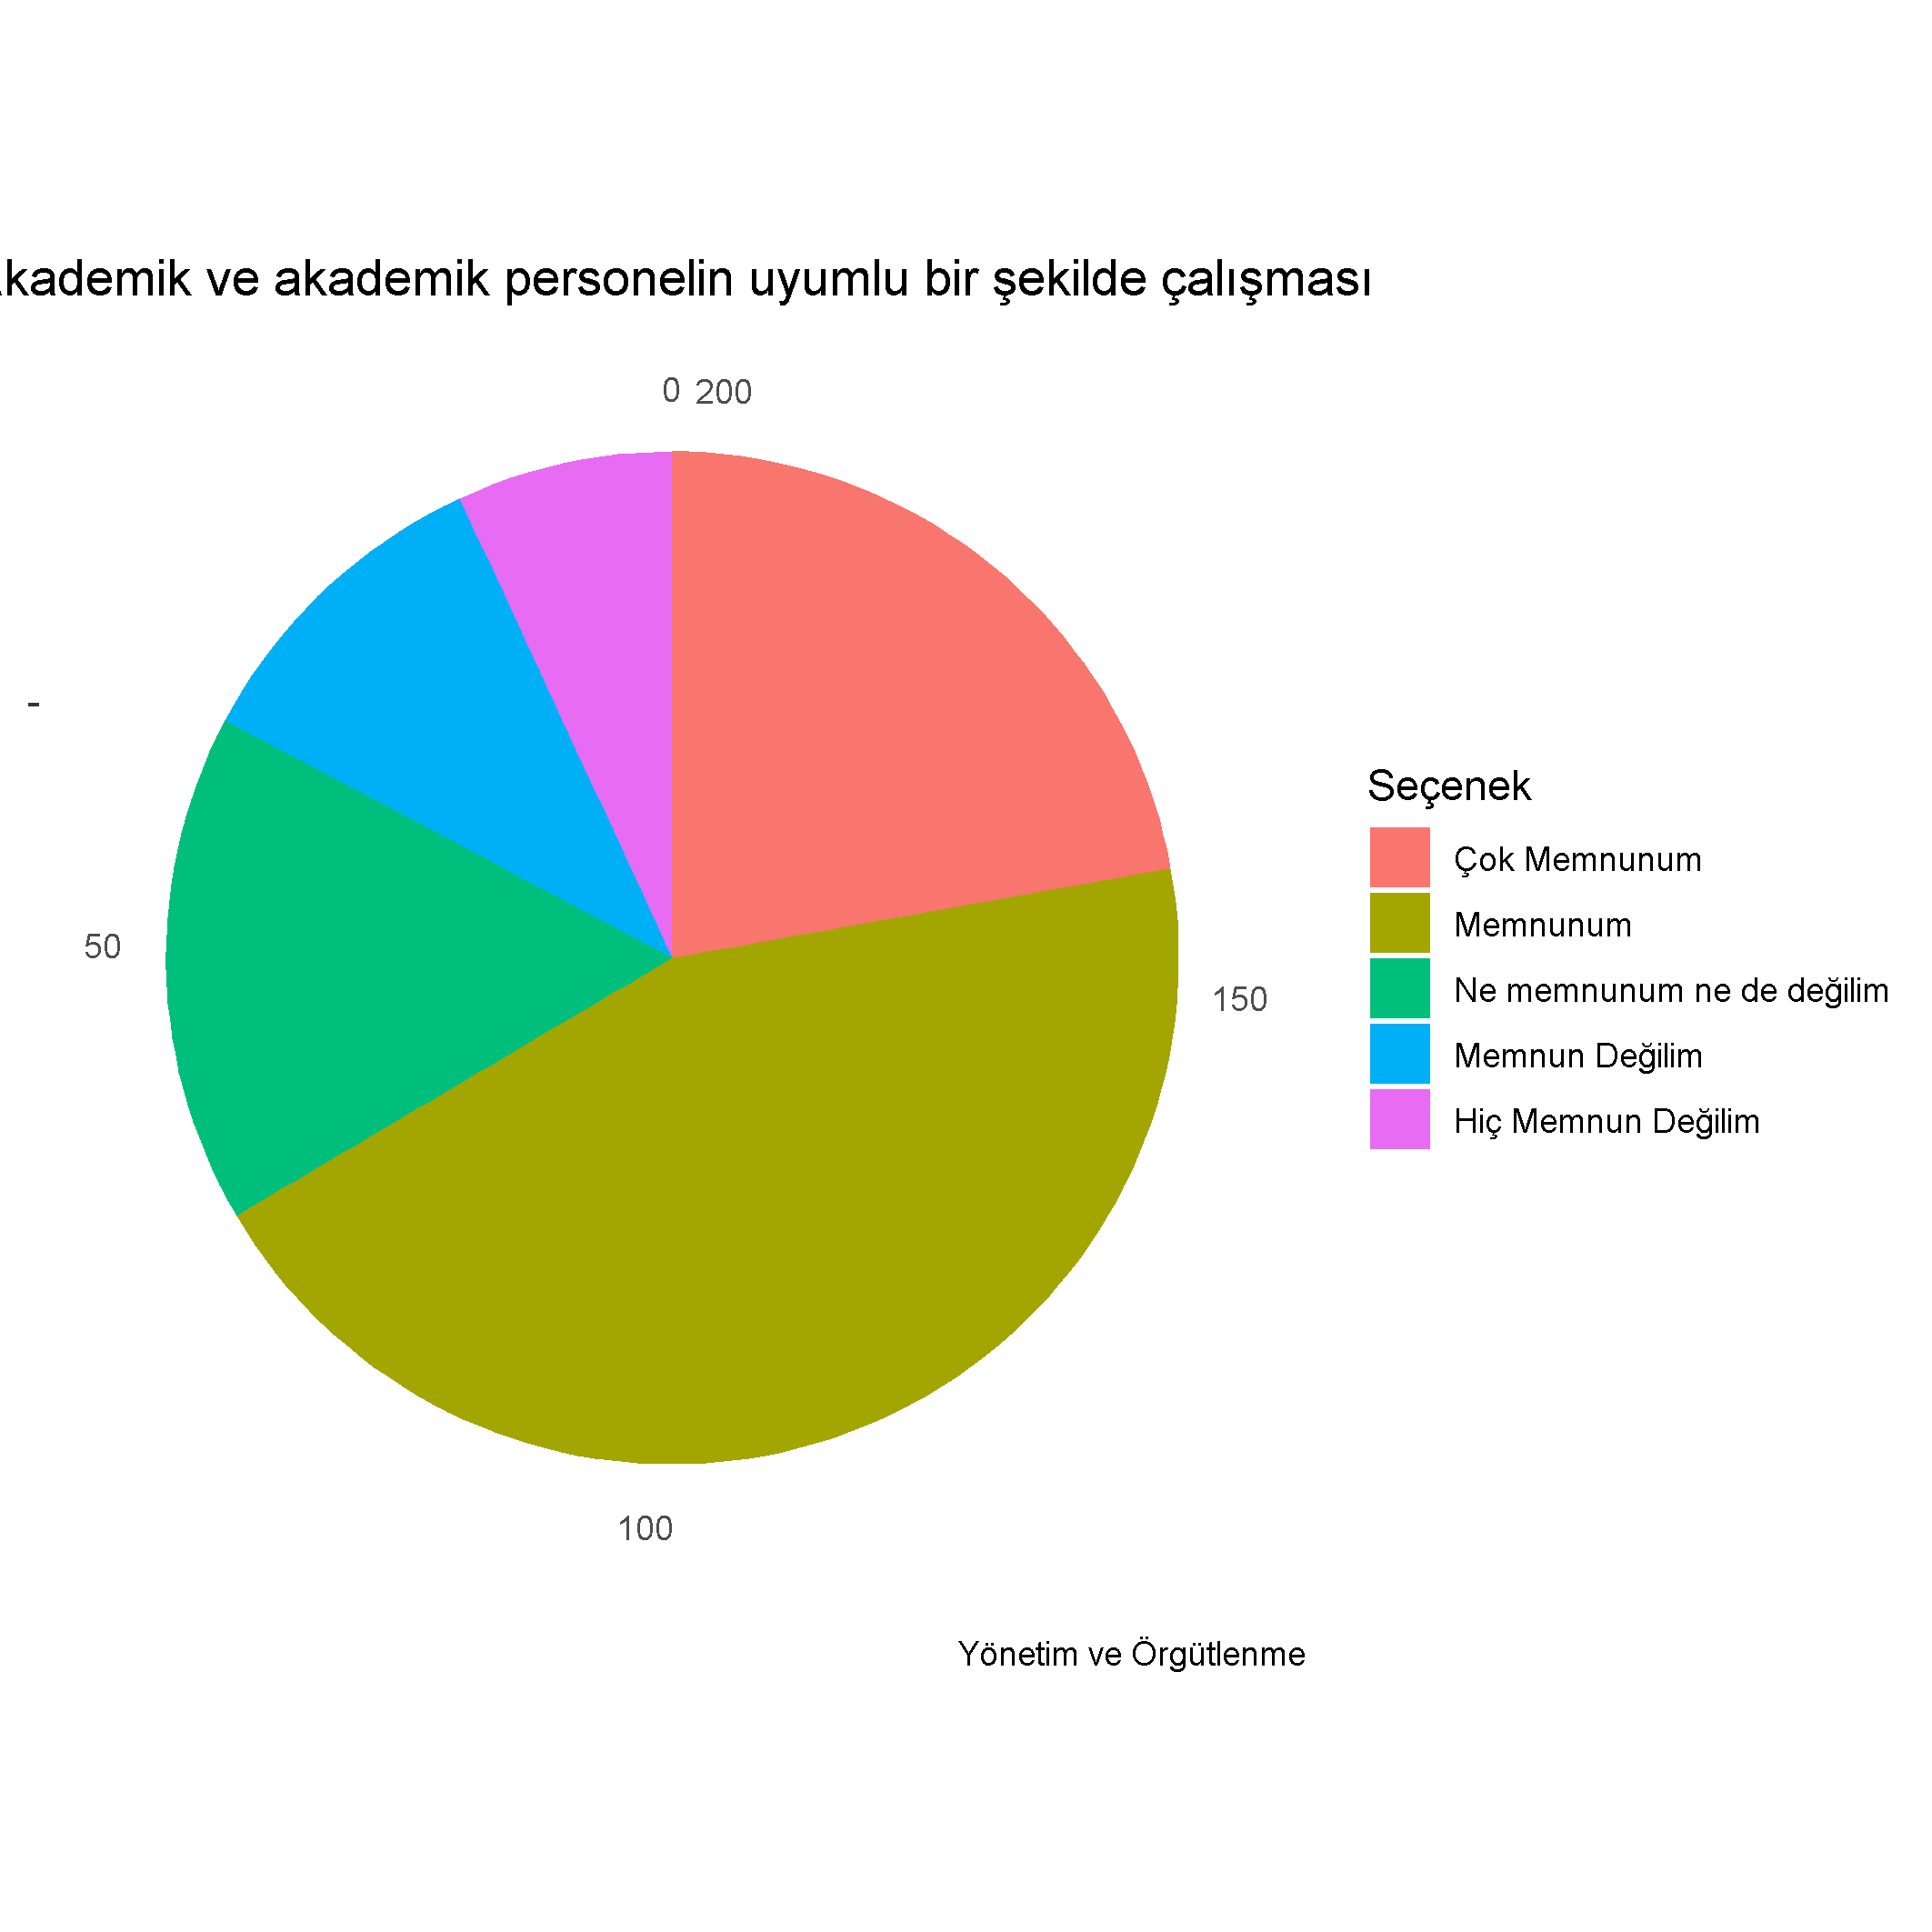 kademik ve akademik personelin uyumlu bir şekilde çalışması
0 200
-
50
150
100
Seçenek
Çok Memnunum
Memnunum
Ne memnunum ne de değilim
Memnun Değilim
Hiç Memnun Değilim
Yönetim ve Örgütlenme